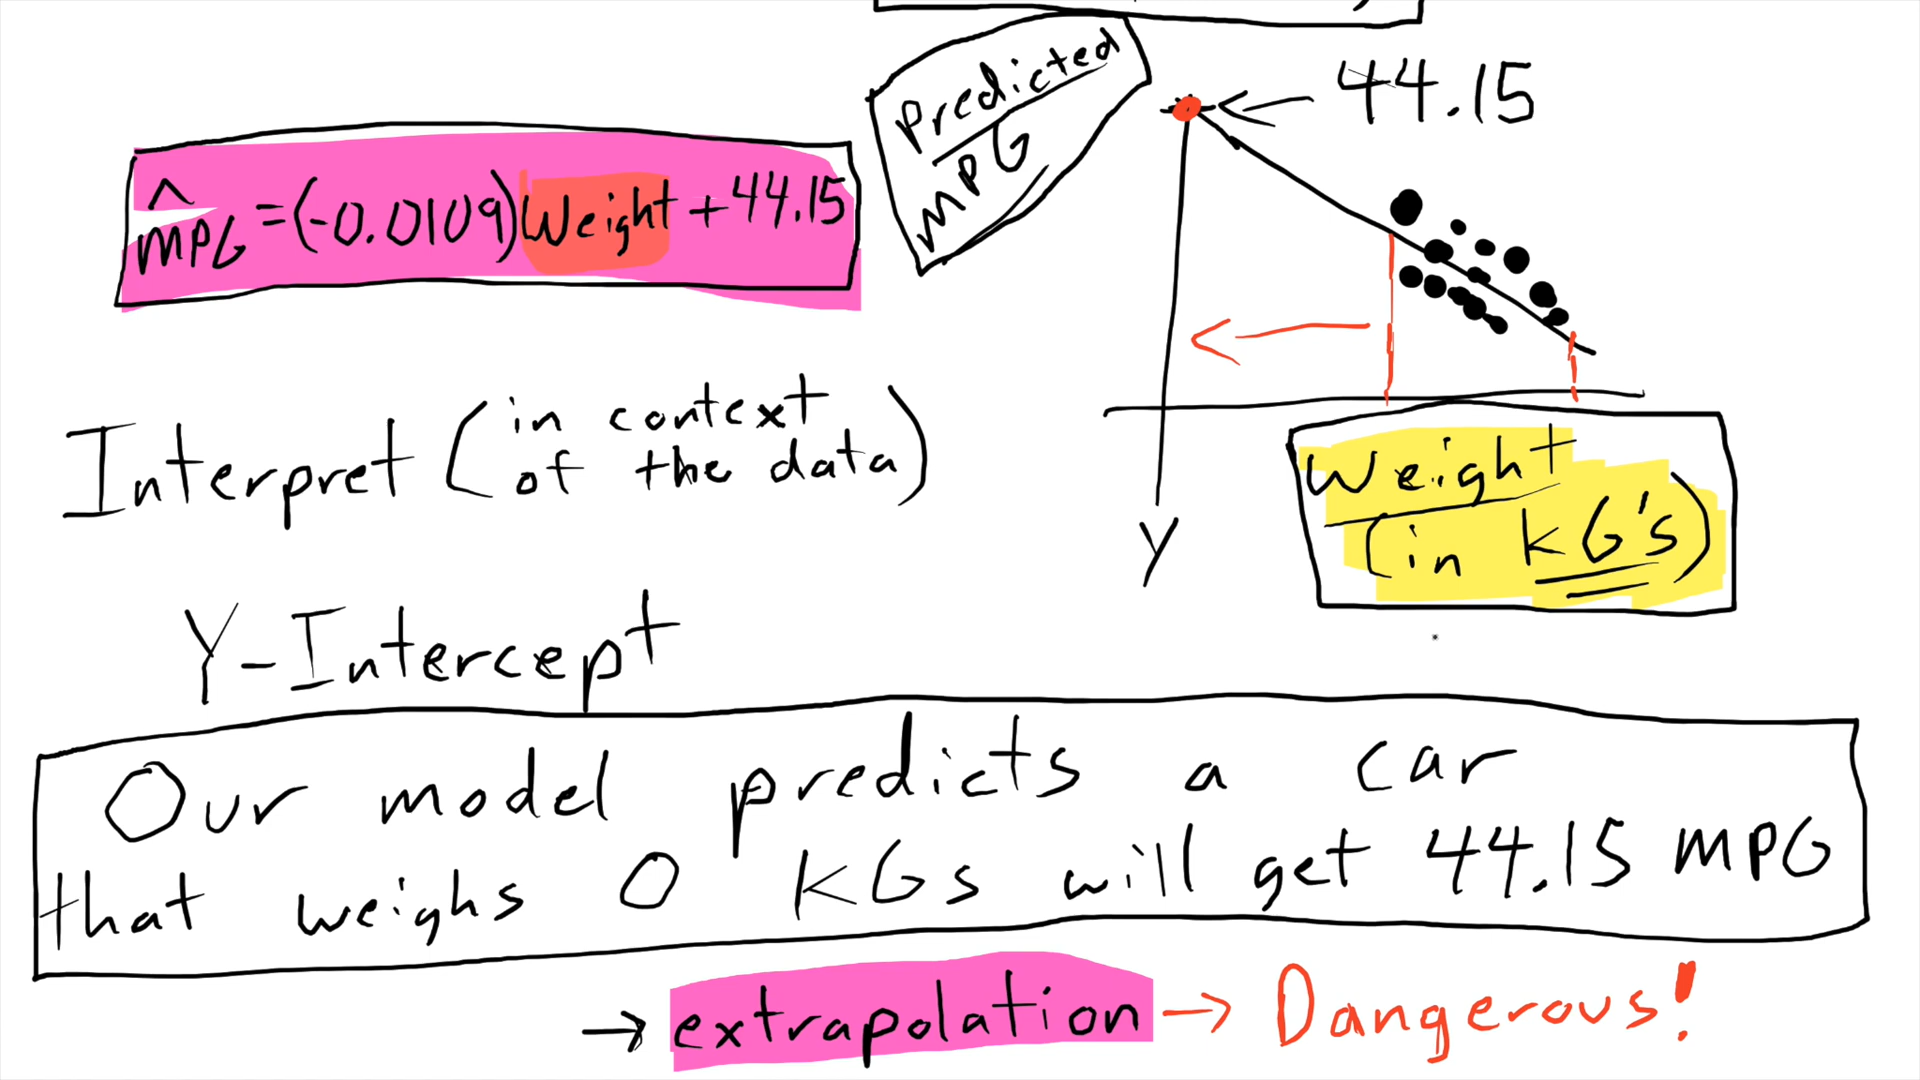 Predicted
MPG
44.15
MPG = (-0.0109) Weight + 44.15
Interpret (in context
of the data)
Y
Weight
(in KG's)
Y-Intercept
Our model predicts a car
that weighs 0 KGs will get 44.15 MPG
→ extrapolation → Dangerous!